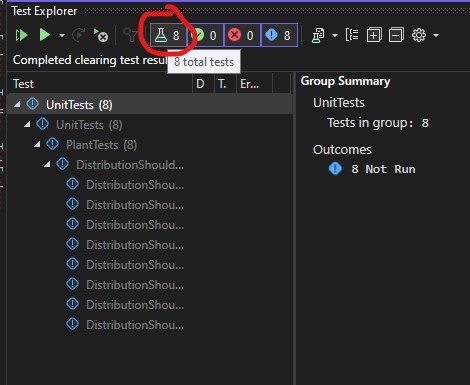 Test Explorer
8 0 0 8
Completed clearing test resul
8 total tests
Test D T. Er...
UnitTests (8)
UnitTests (8)
PlantTests (8)
DistributionShould...
DistributionShou...
DistributionShou...
DistributionShou...
DistributionShou...
DistributionShou...
DistributionShou...
DistributionShou...
DistributionShou...
Group Summary
UnitTests
Tests in group: 8
Outcomes
8 Not Run